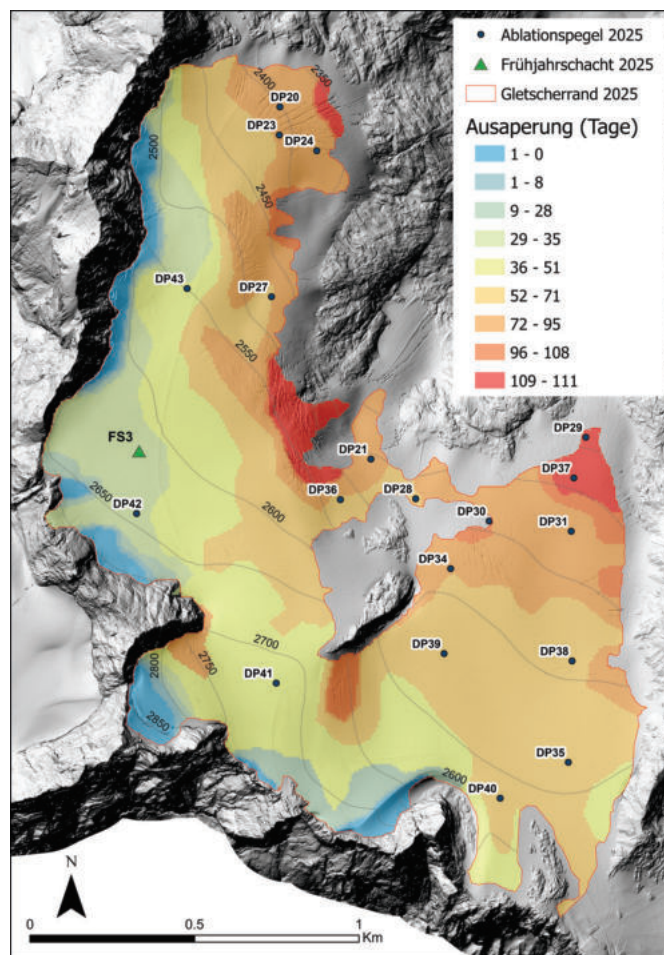 Ablationspegel 2025
Frühjahrschacht 2025
Gletscherrand 2025
Ausaperung (Tage)
1 - 0
1 - 8
9 - 28
29 - 35
36 - 51
52 - 71
72 - 95
96 - 108
109 - 111
2400
2350
DP20
DP23
DP24
2500
2450
DP43
DP27
2550
FS3
DP21
DP29
DP37
2650
DP42
DP36
DP28
DP30
DP31
2600
DP34
2700
DP39
DP38
2800
2750
DP41
2850
DP35
2600
DP40
N
0
0.5
1
Km